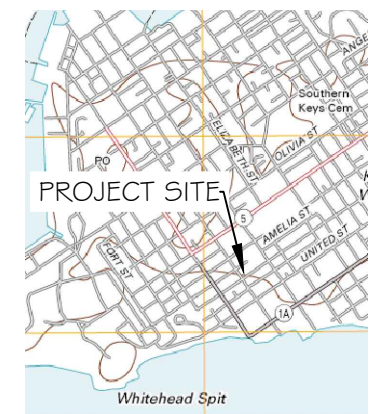 ANGE
Southern
Keys Cem
ELIZABETH ST
OLIVIA ST
PO
PROJECT SITE
5
AMELIA ST
UNITED ST
FORT ST
1A
Whitehead Spit